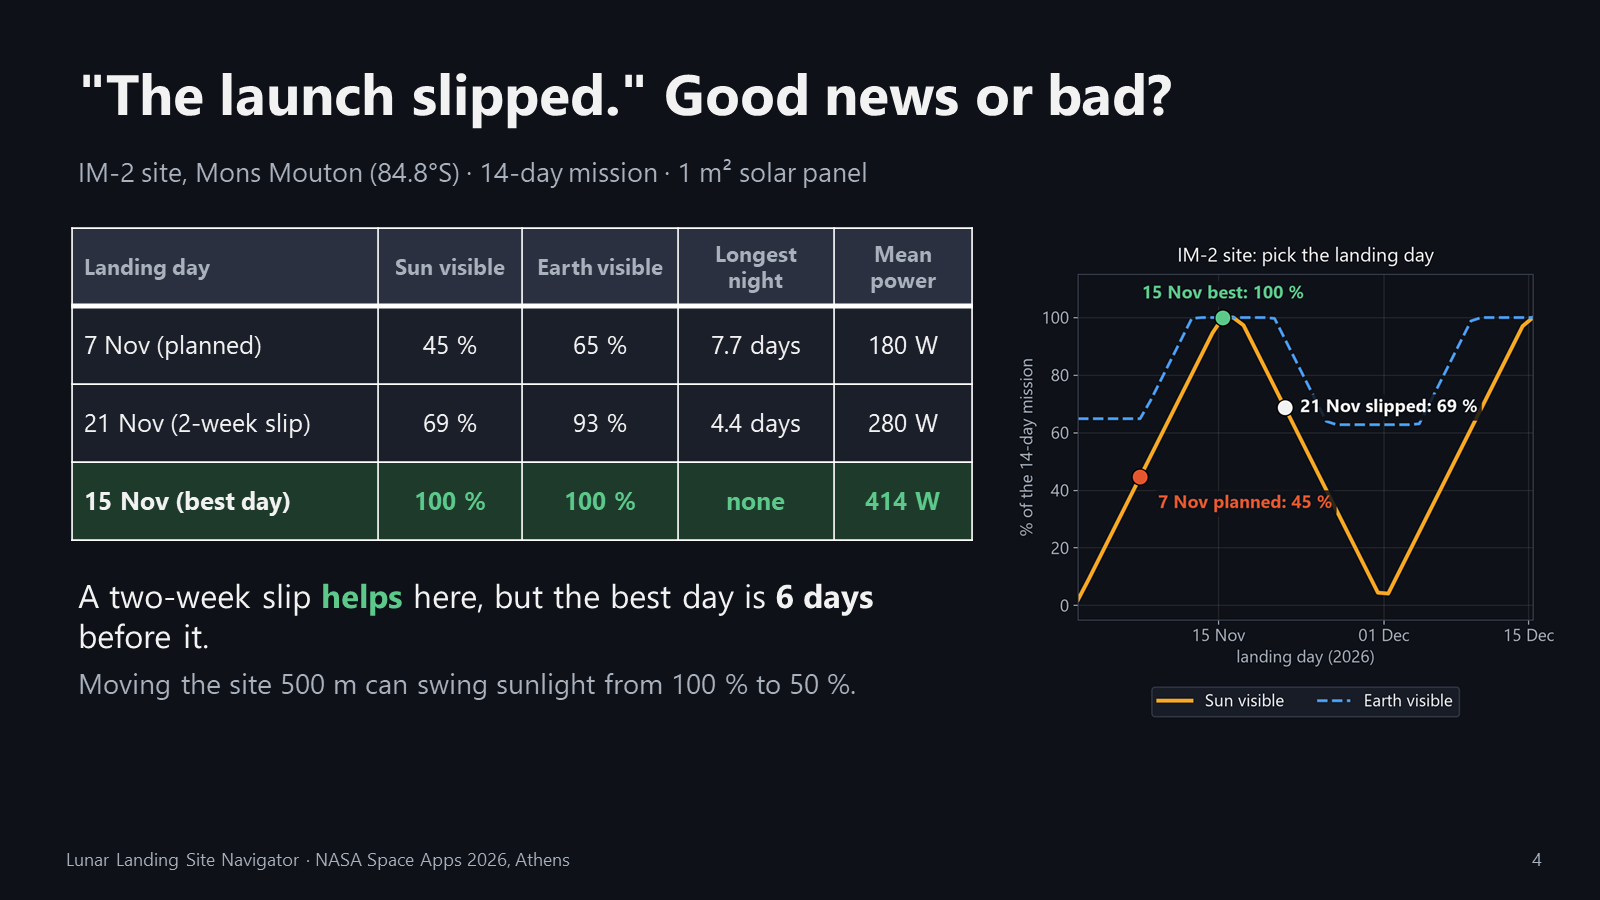 "The launch slipped." Good news or bad?
IM-2 site, Mons Mouton (84.8°S) · 14-day mission · 1 m² solar panel
Landing day Sun visible Earth visible Longest night Mean power
7 Nov (planned) 45 % 65 % 7.7 days 180 W
21 Nov (2-week slip) 69 % 93 % 4.4 days 280 W
15 Nov (best day) 100 % 100 % none 414 W
A two-week slip helps here, but the best day is 6 days
before it.
Moving the site 500 m can swing sunlight from 100 % to 50 %.
IM-2 site: pick the landing day
15 Nov best: 100 %
21 Nov slipped: 69 %
7 Nov planned: 45 %
% of the 14-day mission
100
80
60
40
20
0
15 Nov 01 Dec 15 Dec
landing day (2026)
Sun visible Earth visible
Lunar Landing Site Navigator · NASA Space Apps 2026, Athens
4